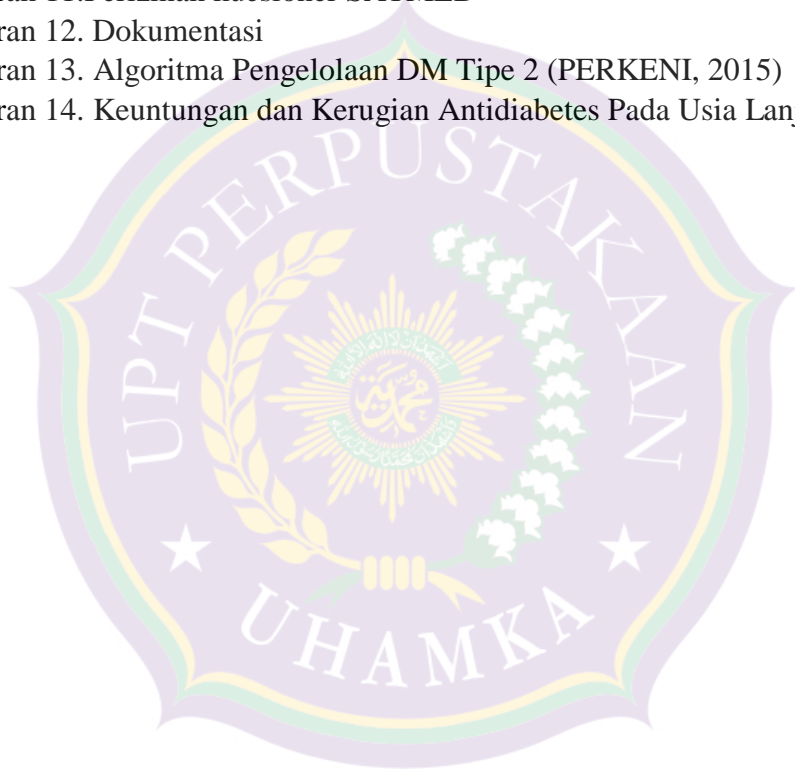 ran 12. Dokumentasi
ran 13. Algoritma Pengelolaan DM Tipe 2 (PERKENI, 2015)
ran 14. Keuntungan dan Kerugian Antidiabetes Pada Usia Lan
UPT PERPUSTAKAAN
UHAMKA